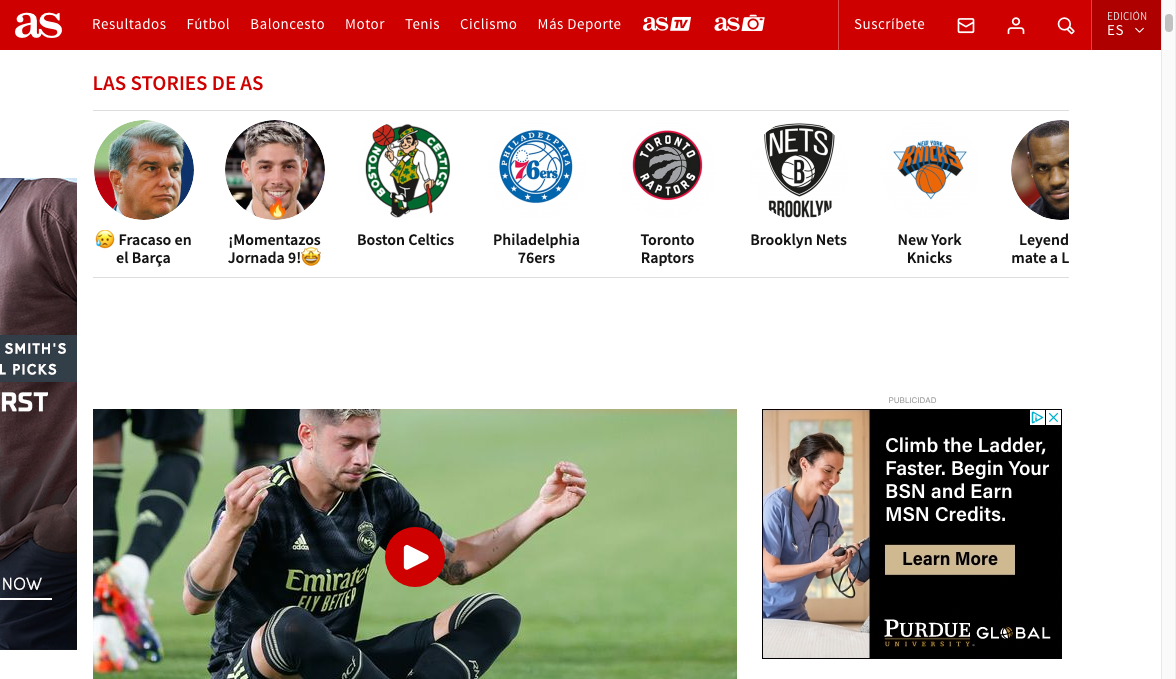 as
Resultados
Fútbol
Baloncesto
Motor
Tenis
Ciclismo
Más Deporte
as TV
as
Suscríbete
EDICIÓN
ES
LAS STORIES DE AS
BOSTON CELTICS
PHILADELPHIA
76ers
TORONTO
RAPTORS
NETS
B
BROOKLYN
NEW YORK
KNICKS
😥 Fracaso en
el Barça
¡Momentazos
Jornada 9!🤩
Boston Celtics
Philadelphia
76ers
Toronto
Raptors
Brooklyn Nets
New York
Knicks
Leyend
mate a L
SMITH'S
L PICKS
RST
NOW
adidas
Emirates
FLY BETTER
PUBLICIDAD
Climb the Ladder,
Faster. Begin Your
BSN and Earn
MSN Credits.
Learn More
PURDUE GLOBAL
UNIVERSITY